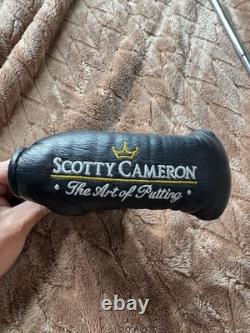 SCOTTY CAMERON
· The Art of Putting ·